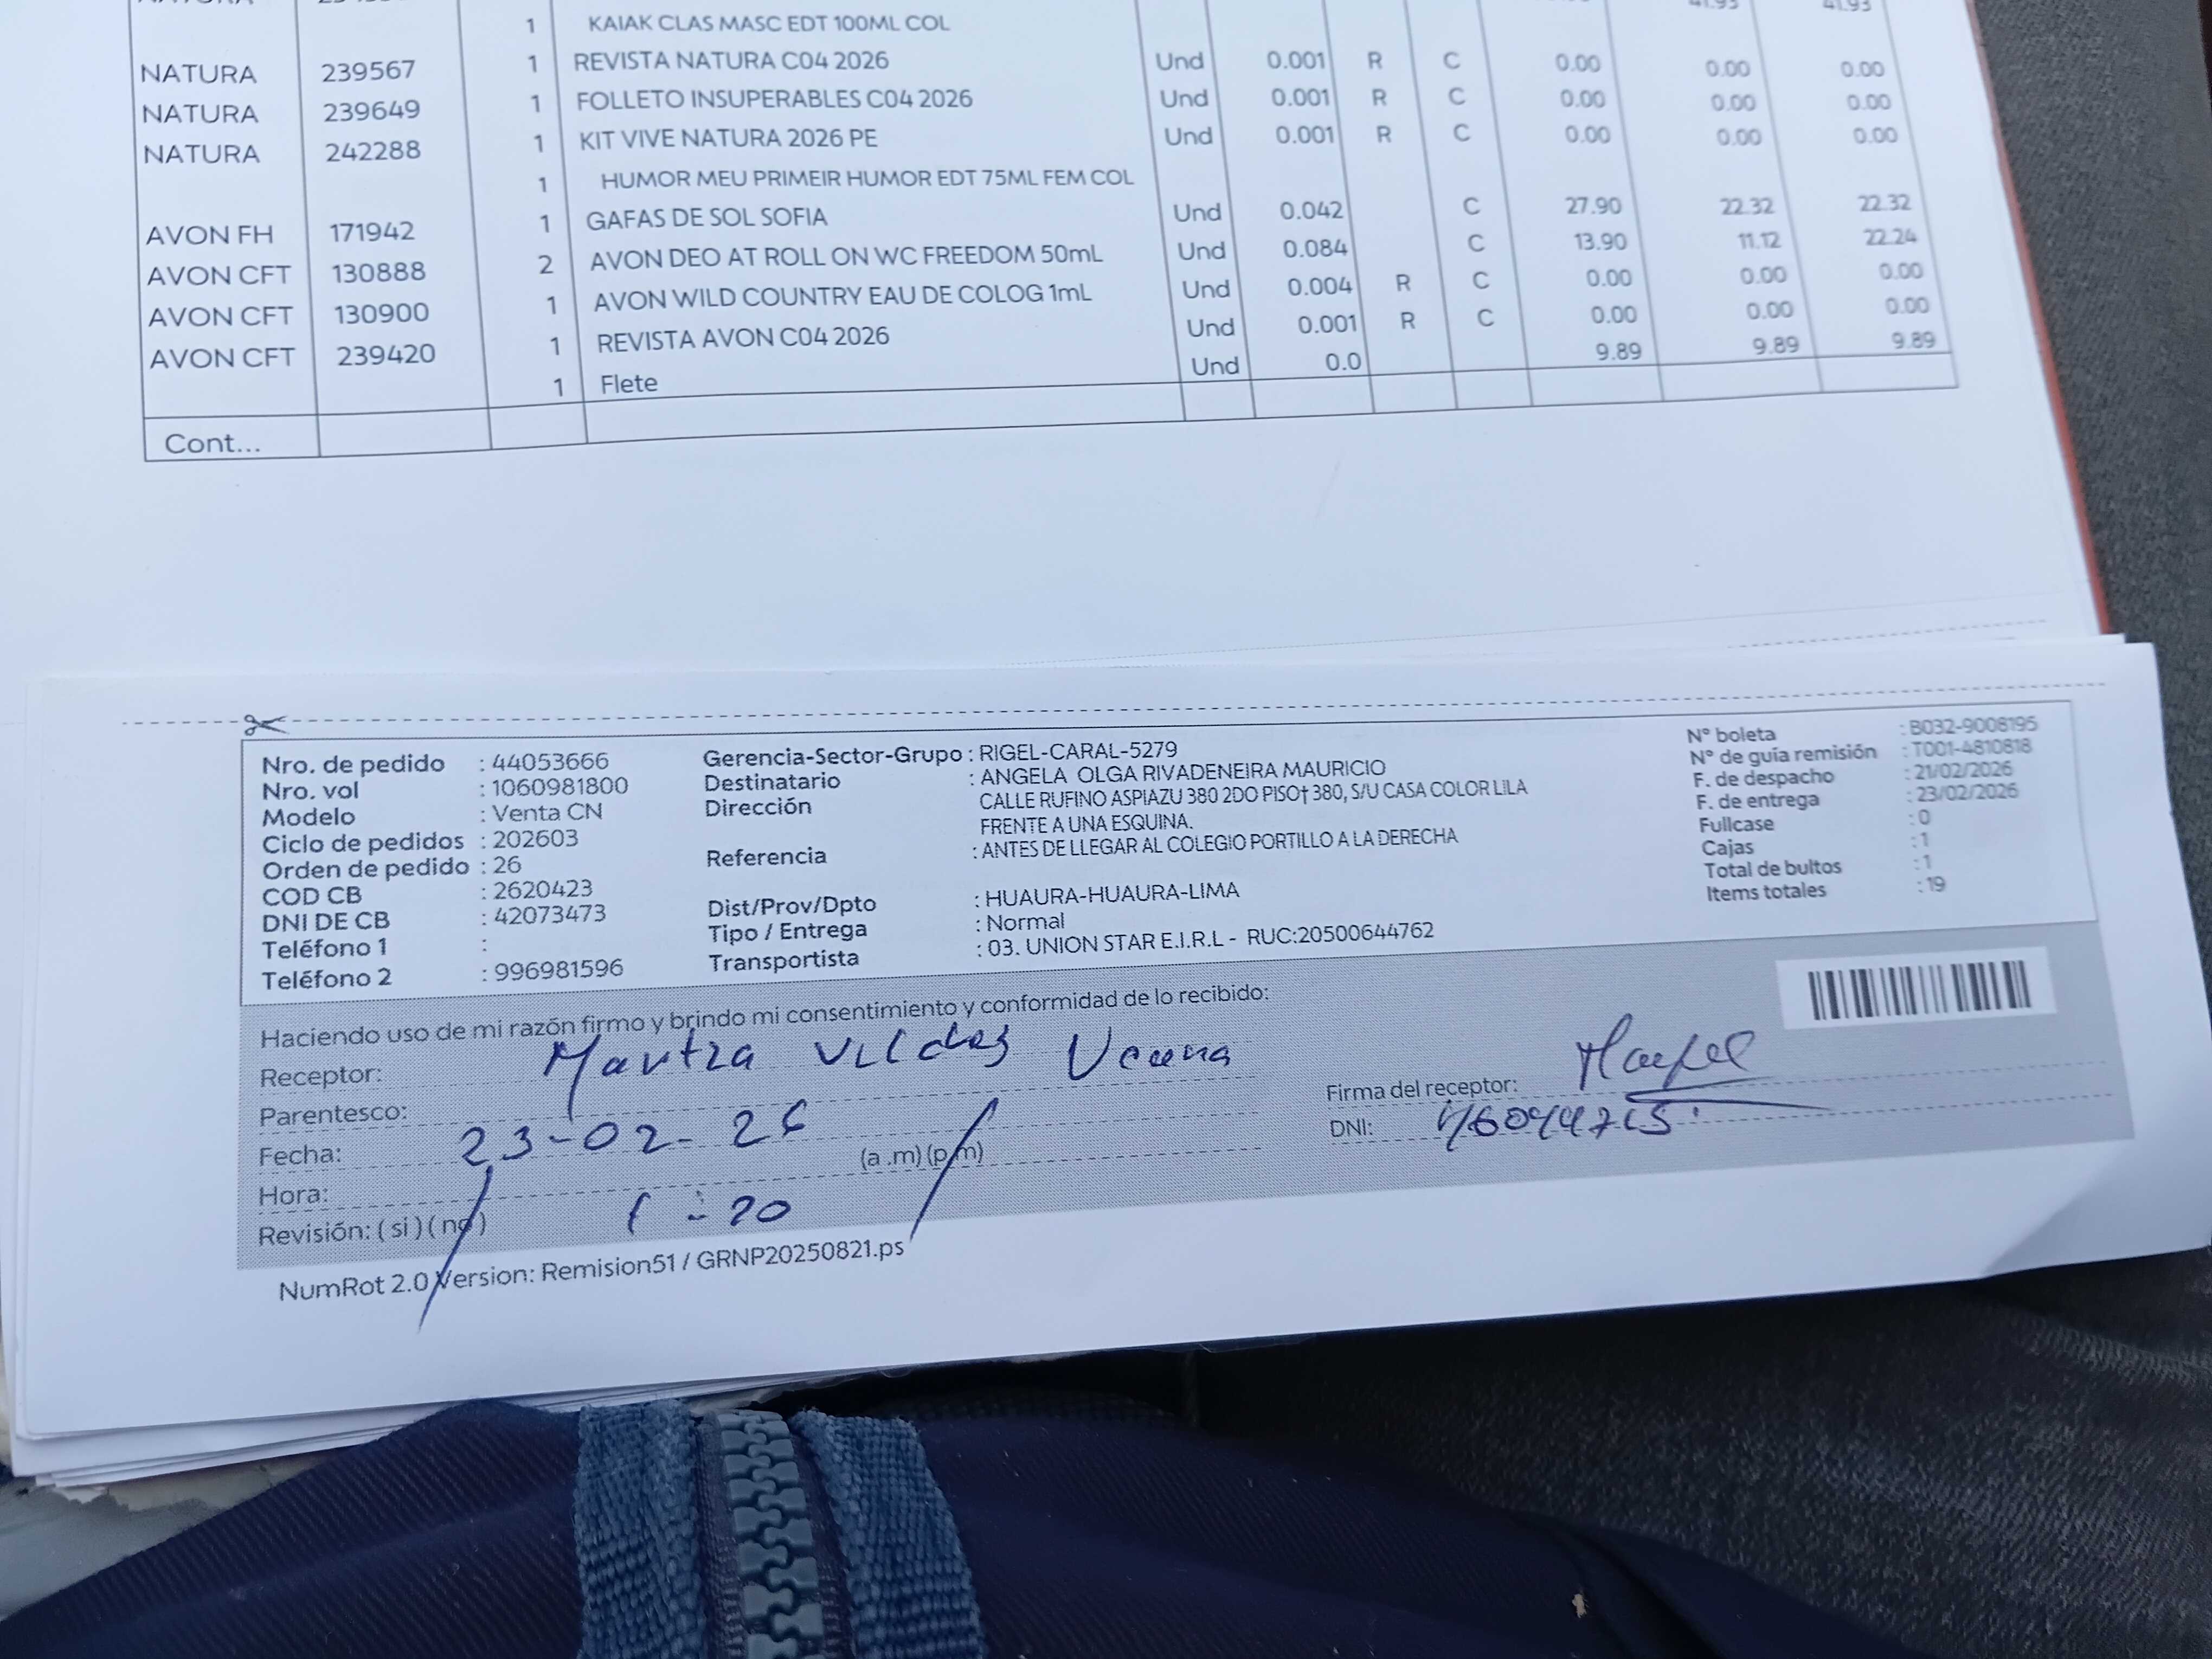 1 KAIAK CLAS MASC EDT 100ML COL 41.93 41.93
NATURA 239567 1 REVISTA NATURA C04 2026 Und 0.001 R C 0.00 0.00 0.00
NATURA 239649 1 FOLLETO INSUPERABLES C04 2026 Und 0.001 R C 0.00 0.00 0.00
NATURA 242288 1 KIT VIVE NATURA 2026 PE Und 0.001 R C 0.00 0.00 0.00
1 HUMOR MEU PRIMEIR HUMOR EDT 75ML FEM COL
AVON FH 171942 1 GAFAS DE SOL SOFIA Und 0.042 C 27.90 22.32 22.32
AVON CFT 130888 2 AVON DEO AT ROLL ON WC FREEDOM 50mL Und 0.084 C 13.90 11.12 22.24
AVON CFT 130900 1 AVON WILD COUNTRY EAU DE COLOG 1mL Und 0.004 R C 0.00 0.00 0.00
AVON CFT 239420 1 REVISTA AVON C04 2026 Und 0.001 R C 0.00 0.00 0.00
1 Flete Und 0.0 9.89 9.89 9.89
Cont...
Nro. de pedido : 44053666
Nro. vol : 1060981800
Modelo : Venta CN
Ciclo de pedidos : 202603
Orden de pedido : 26
COD CB : 2620423
DNI DE CB : 42073473
Teléfono 1 :
Teléfono 2 : 996981596
Gerencia-Sector-Grupo : RIGEL-CARAL-5279
Destinatario : ANGELA OLGA RIVADENEIRA MAURICIO
Dirección CALLE RUFINO ASPIAZU 380 2DO PISO† 380, S/U CASA COLOR LILA
FRENTE A UNA ESQUINA.
Referencia : ANTES DE LLEGAR AL COLEGIO PORTILLO A LA DERECHA
Dist/Prov/Dpto : HUAURA-HUAURA-LIMA
Tipo / Entrega : Normal
Transportista : 03. UNION STAR E.I.R.L - RUC:20500644762
N° boleta : B032-9008195
N° de guía remisión : T001-4810818
F. de despacho : 21/02/2026
F. de entrega : 23/02/2026
Fullcase : 0
Cajas : 1
Total de bultos : 1
Items totales : 19
Haciendo uso de mi razón firmo y brindo mi consentimiento y conformidad de lo recibido:
Receptor:
Parentesco:
Fecha: 23-02-26
Hora: 1:20 (a .m) (p.m)
Revisión: ( si ) ( no )
Firma del receptor:
DNI:
NumRot 2.0 Version: Remision51 / GRNP20250821.ps